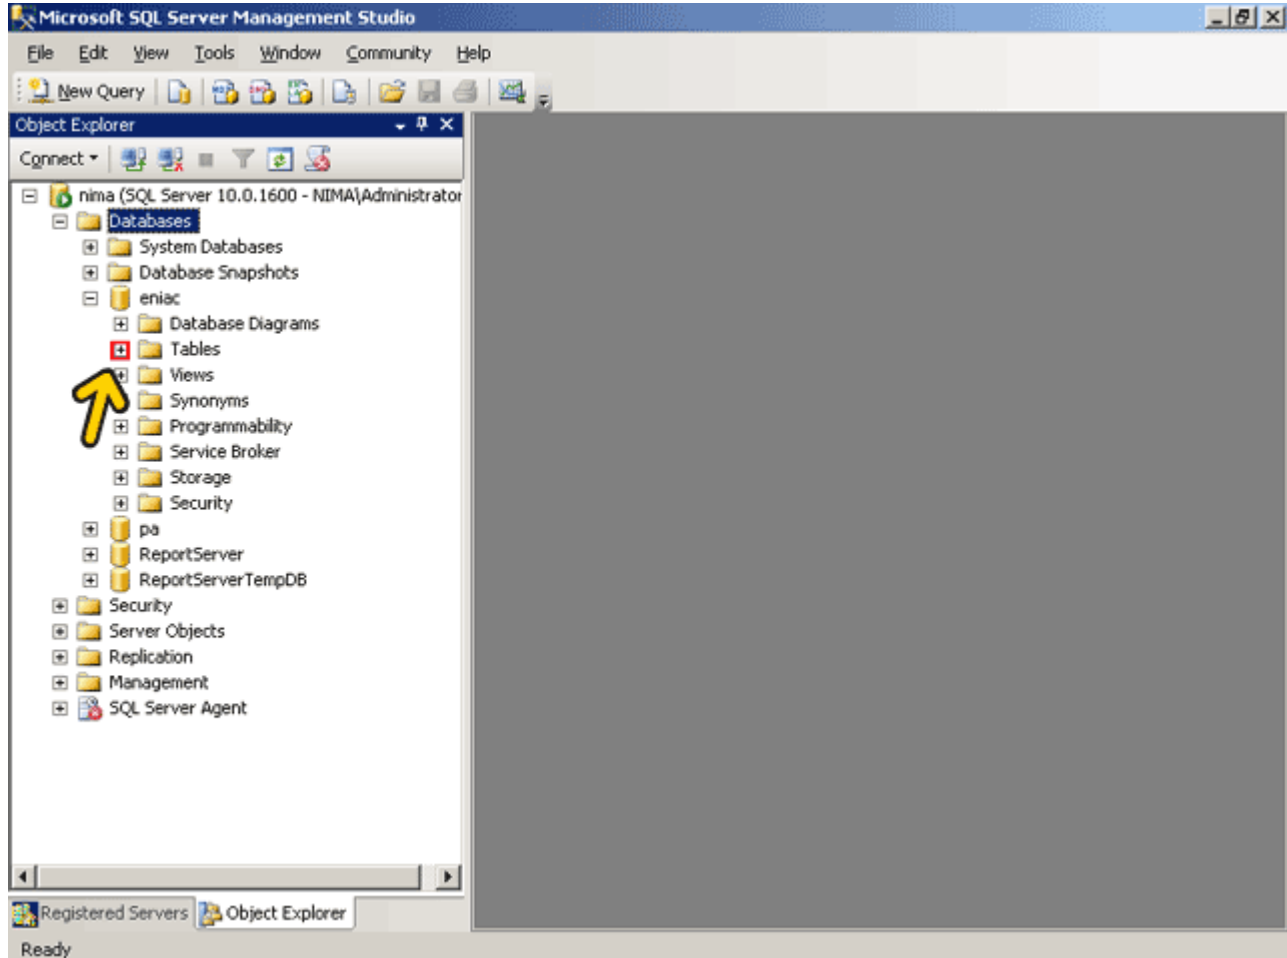 Microsoft SQL Server Management Studio
File Edit View Tools Window Community Help
New Query
Object Explorer
Connect
nima (SQL Server 10.0.1600 - NIMA\Administrator
Databases
System Databases
Database Snapshots
eniac
Database Diagrams
Tables
Views
Synonyms
Programmability
Service Broker
Storage
Security
pa
ReportServer
ReportServerTempDB
Security
Server Objects
Replication
Management
SQL Server Agent
Registered Servers Object Explorer
Ready